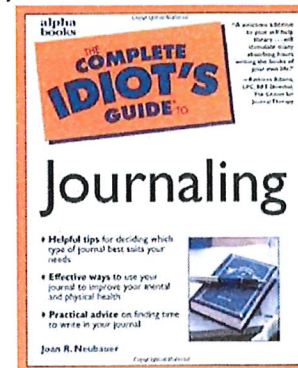 alpha
books
THE
COMPLETE
IDIOT'S
GUIDE TO
"A
addition
to your self-help
library . . . will
stimulate many
absorbing hours
writing the books of
your own life."
Adams,
LPC, Director,
The Center for
Journal Therapy
Journaling
Helpful tips for deciding which
type of journal best suits your
needs
Effective ways to use your
journal to improve your mental
and physical health
Practical advice on finding time
to write in your journal
Joan R. Neubauer